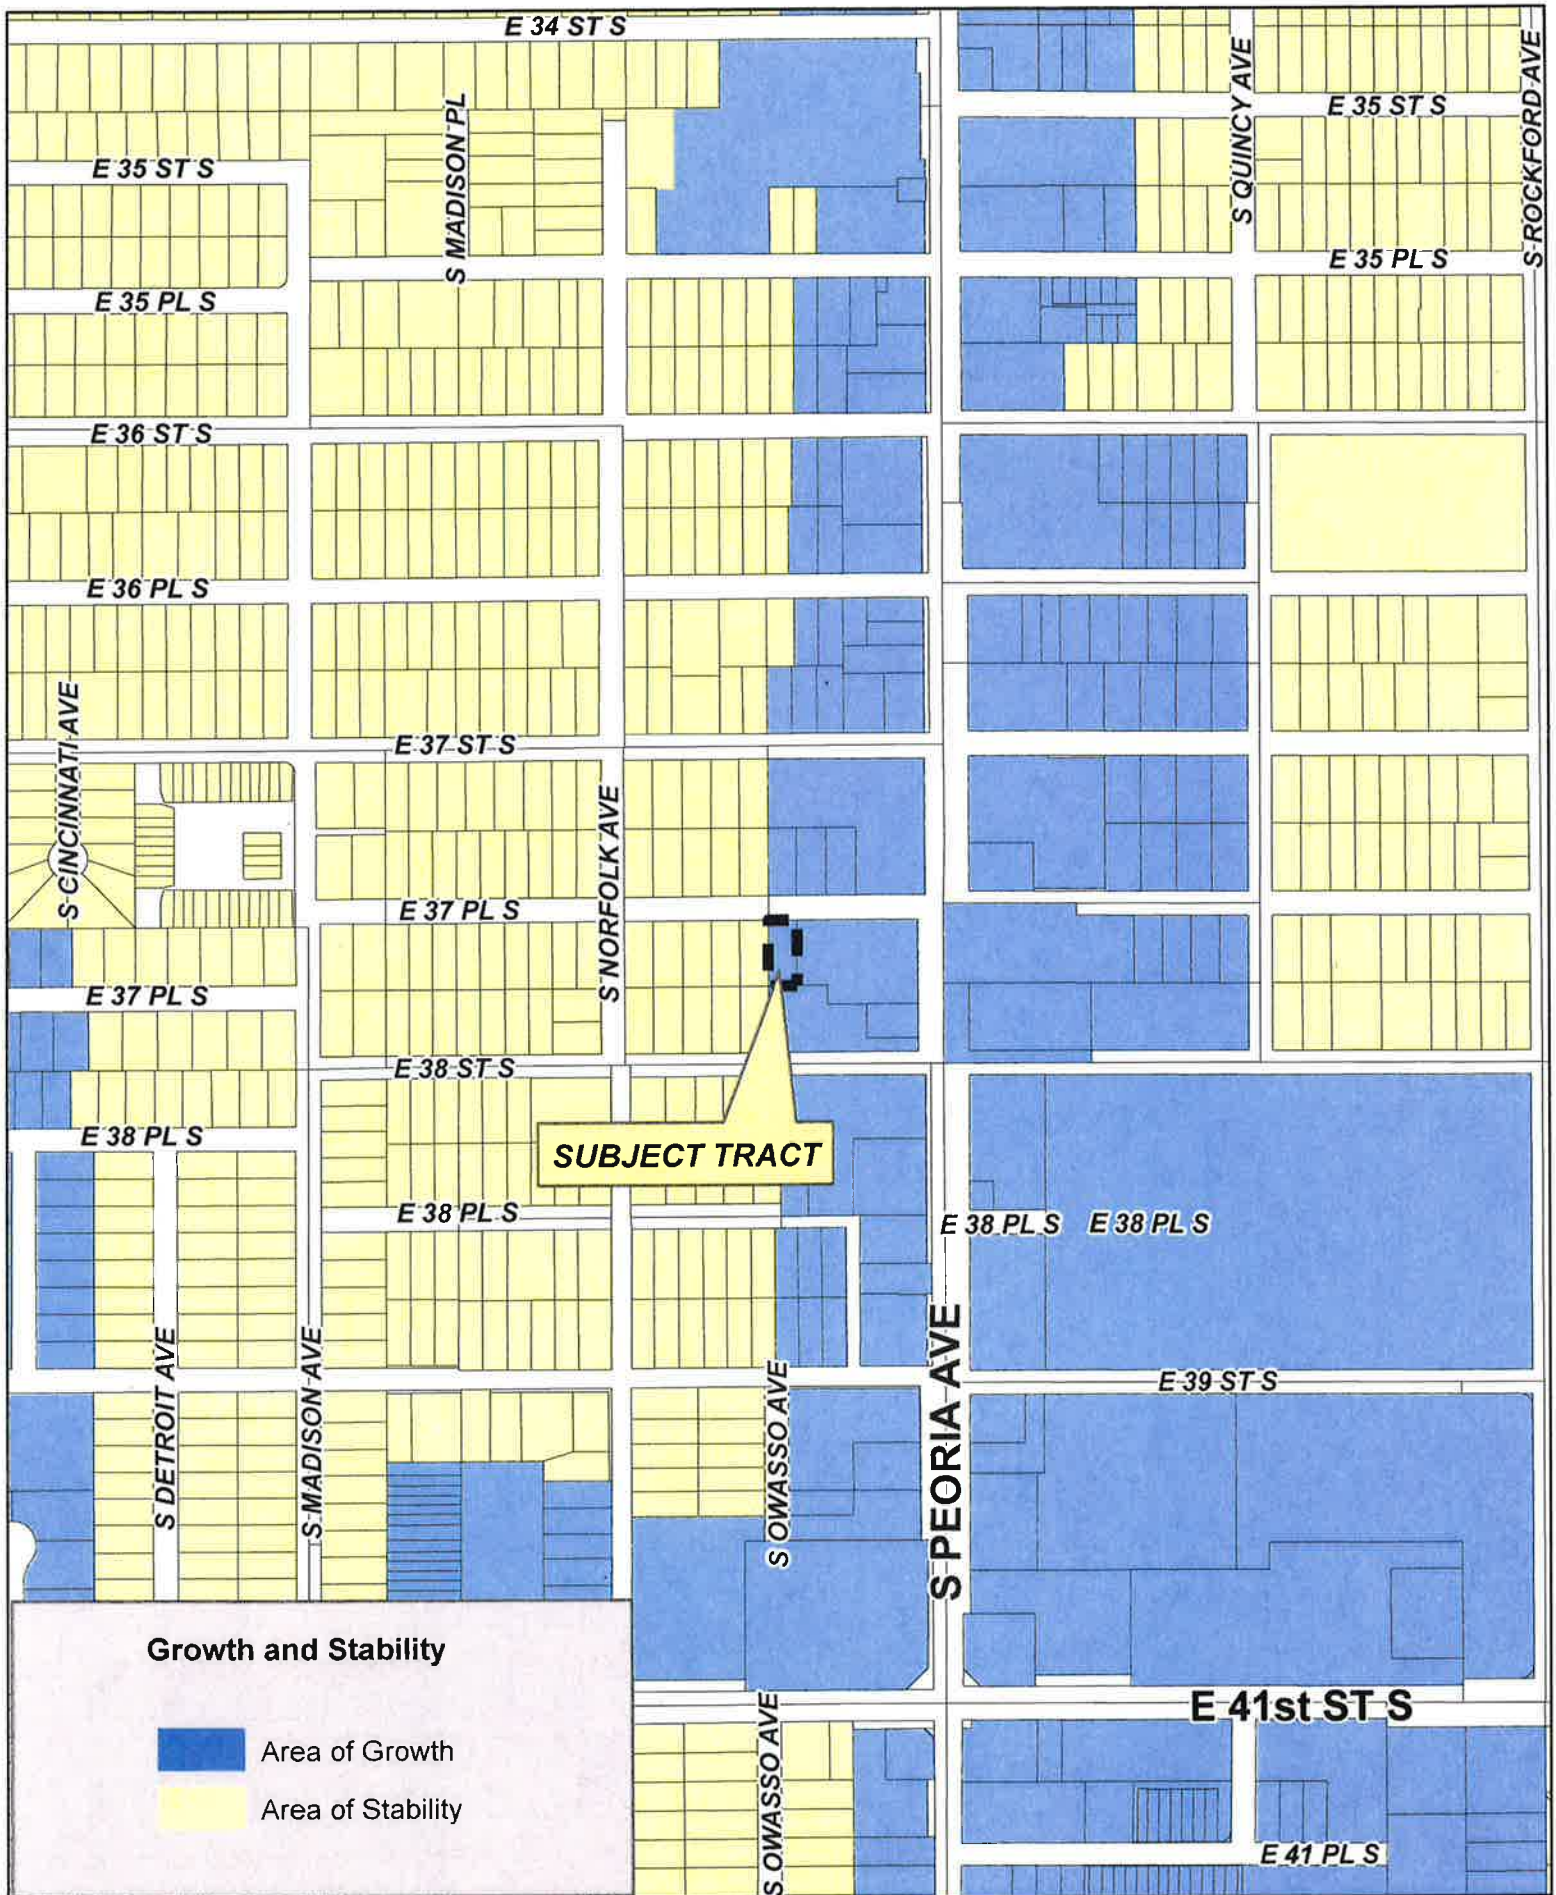 E 34 ST S
S QUINCY AVE
S ROCKFORD AVE
E 35 ST S
S MADISON PL
E 35 ST S
E 35 PL S
E 35 PL S
E 36 ST S
E 36 PL S
S CINCINNATI AVE
E 37 ST S
S NORFOLK AVE
E 37 PL S
E 37 PL S
E 38 ST S
E 38 PL S
SUBJECT TRACT
E 38 PL S
E 38 PL S
E 38 PL S
S DETROIT AVE
S MADISON AVE
S OWASSO AVE
S PEORIA AVE
E 39 ST S
Growth and Stability
Area of Growth
Area of Stability
S OWASSO AVE
E 41st ST S
E 41 PL S